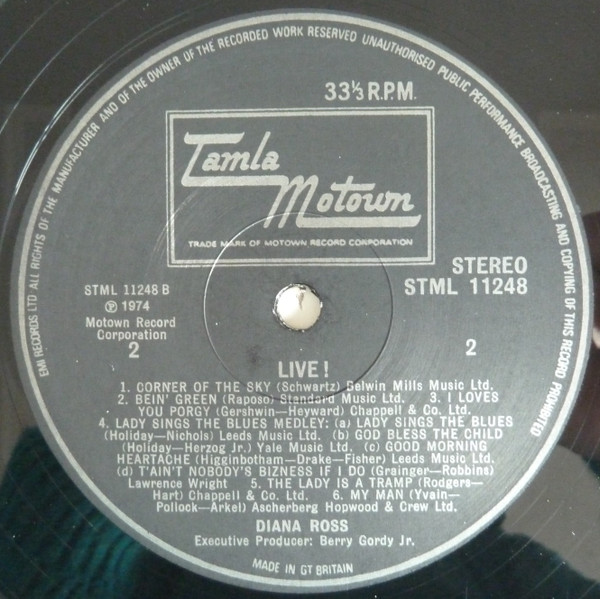 EMI RECORDS LTD ALL RIGHTS OF THE MANUFACTURER AND OF THE OWNER OF THE RECORDED WORK RESERVED UNAUTHORISED PUBLIC PERFORMANCE BROADCASTING AND COPYING OF THIS RECORD PROHIBITED
33⅓ R.P.M.
Tamla
Motown
TRADE MARK OF MOTOWN RECORD CORPORATION
STEREO
STML 11248
STML 11248 B
℗ 1974
Motown Record
Corporation
2
2
LIVE!
1. CORNER OF THE SKY (Schwartz) Belwin Mills Music Ltd.
2. BEIN' GREEN (Raposo) Standard Music Ltd. 3. I LOVES
YOU PORGY (Gershwin—Heyward) Chappell & Co. Ltd.
4. LADY SINGS THE BLUES MEDLEY: (a) LADY SINGS THE BLUES
(Holiday—Nichols) Leeds Music Ltd. (b) GOD BLESS THE CHILD
(Holiday—Herzog Jr.) Yale Music Ltd. (c) GOOD MORNING
HEARTACHE (Higginbotham—Drake—Fisher) Leeds Music Ltd.
(d) T'AIN'T NOBODY'S BIZNESS IF I DO (Grainger—Robbins)
Lawrence Wright 5. THE LADY IS A TRAMP (Rodgers—
Hart) Chappell & Co. Ltd. 6. MY MAN (Yvain—
Pollock—Arkel) Ascherberg Hopwood & Crew Ltd.
DIANA ROSS
Executive Producer: Berry Gordy Jr.
MADE IN GT BRITAIN